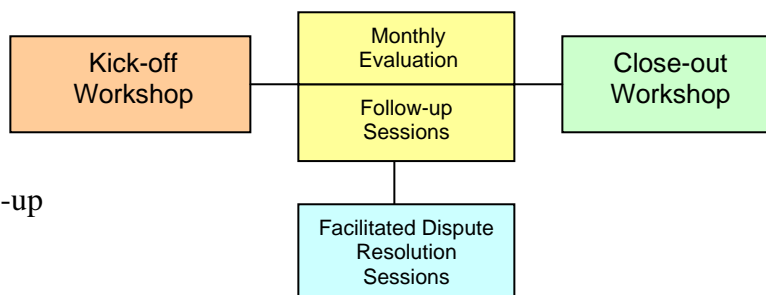 Kick-off
Workshop
Monthly
Evaluation
Follow-up
Sessions
Close-out
Workshop
-up
Facilitated Dispute
Resolution
Sessions